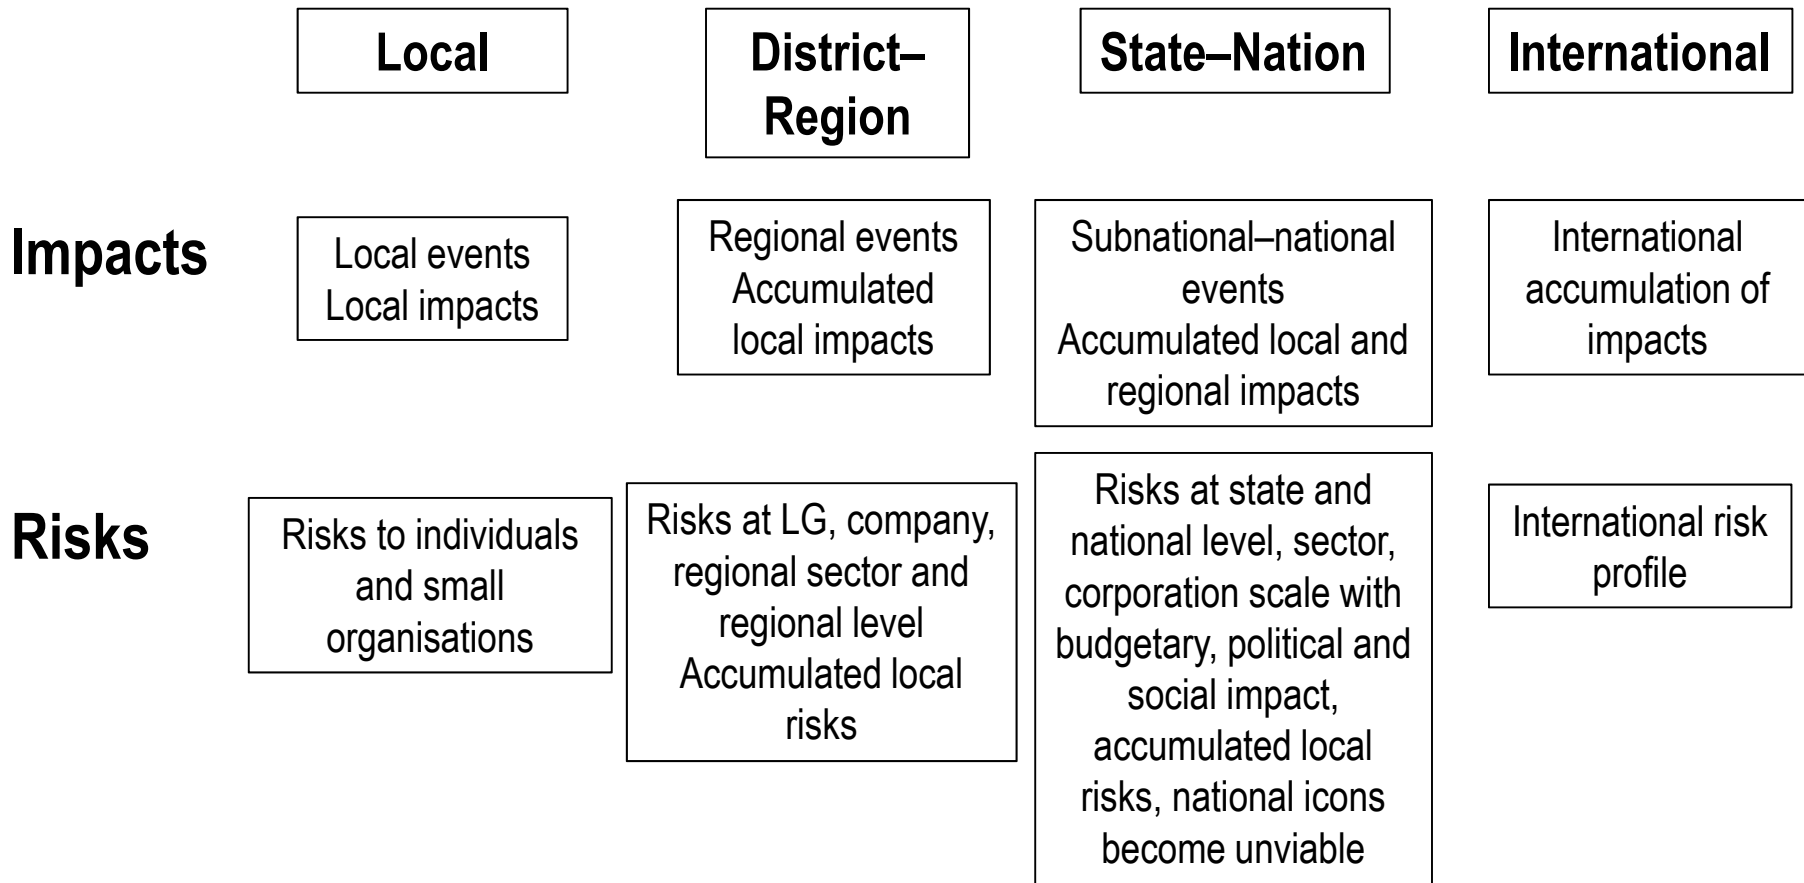 Local
District–
Region
State–Nation
International
Impacts
Local events
Local impacts
Regional events
Accumulated
local impacts
Subnational–national
events
Accumulated local and
regional impacts
International
accumulation of
impacts
Risks
Risks to individuals
and small
organisations
Risks at LG, company,
regional sector and
regional level
Accumulated local
risks
Risks at state and
national level, sector,
corporation scale with
budgetary, political and
social impact,
accumulated local
risks, national icons
become unviable
International risk
profile